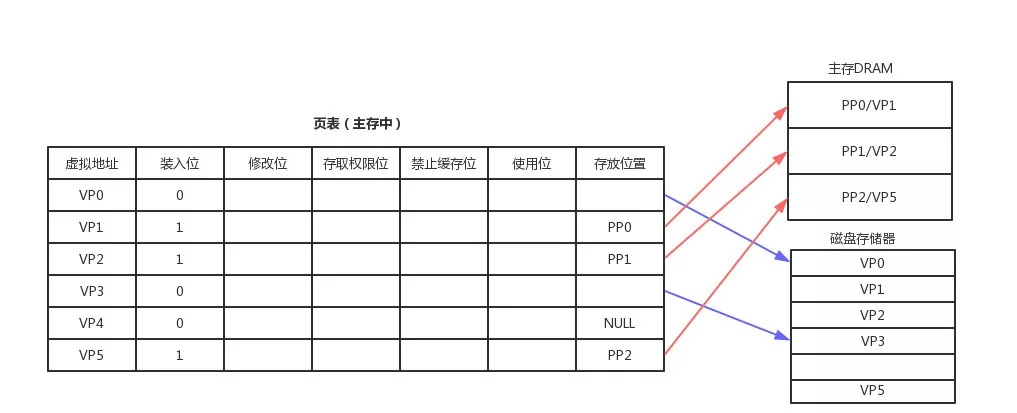 主存DRAM
PP0/VP1
PP1/VP2
PP2/VP5
页表（主存中）
虚拟地址 装入位 修改位 存取权限位 禁止缓存位 使用位 存放位置
VP0 0
VP1 1 PP0
VP2 1 PP1
VP3 0
VP4 0 NULL
VP5 1 PP2
磁盘存储器
VP0
VP1
VP2
VP3
VP5